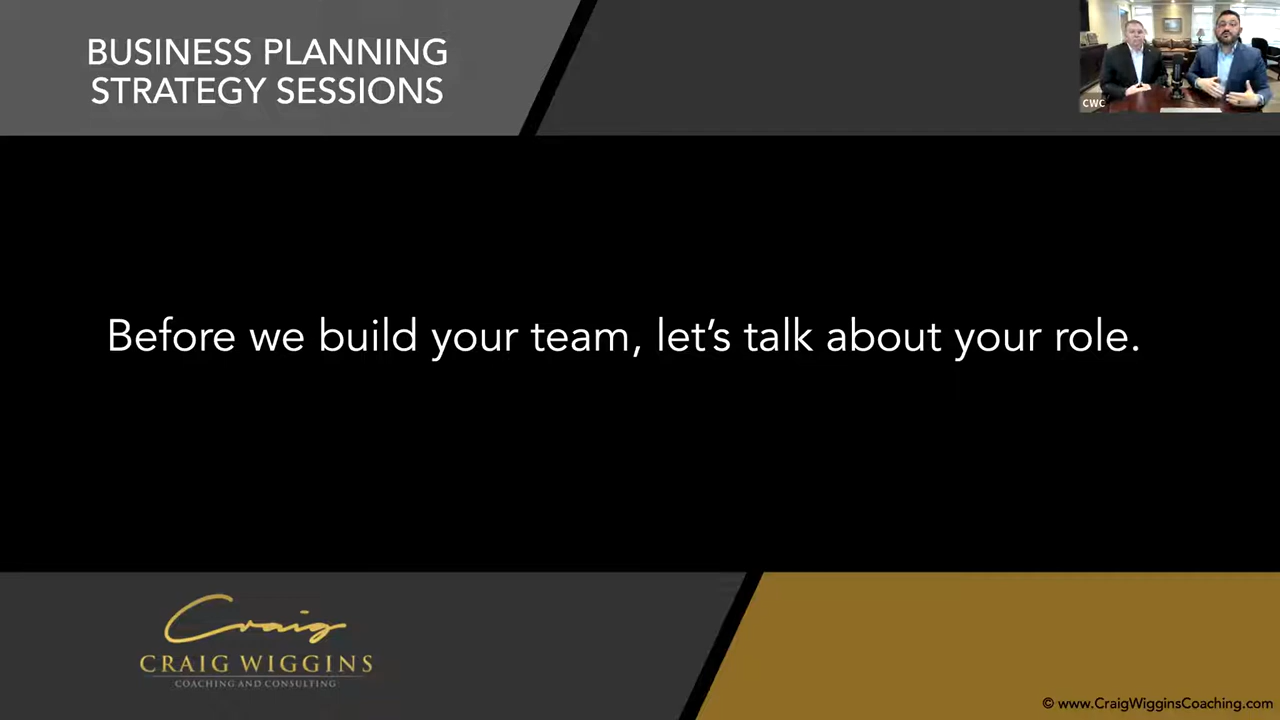 BUSINESS PLANNING
STRATEGY SESSIONS
CWC
Before we build your team, let’s talk about your role.
Craig
CRAIG WIGGINS
COACHING AND CONSULTING
© www.CraigWigginsCoaching.com